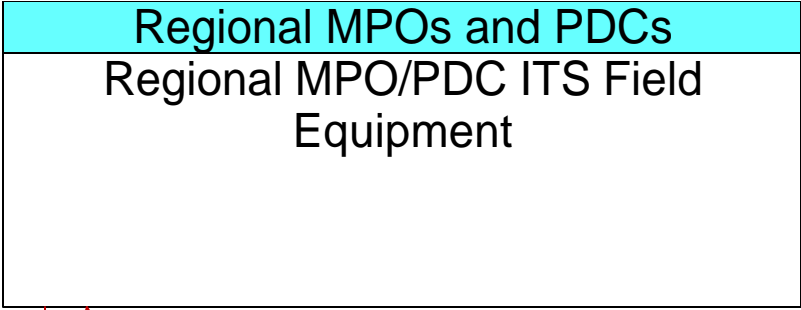 Regional MPOs and PDCs
Regional MPO/PDC ITS Field
Equipment